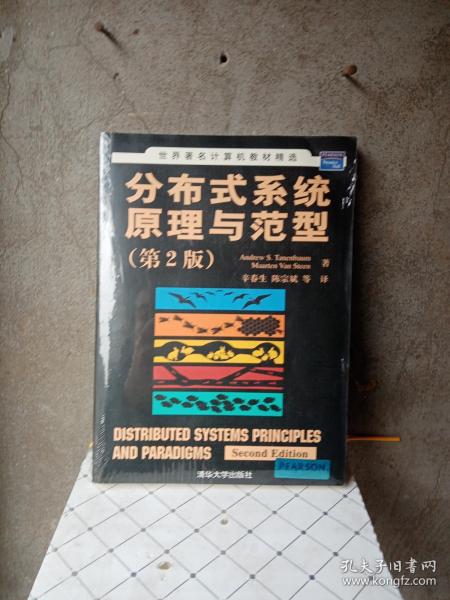 世界著名计算机教材精选
PEARSON
Prentice
Hall
分布式系统
原理与范型
(第2版)
Andrew S. Tanenbaum
Maarten Van Steen
著
辛春生 陈宗斌 等 译
DISTRIBUTED SYSTEMS PRINCIPLES
AND PARADIGMS
Second Edition
PEARSON
清华大学出版社
孔夫子旧书网
www.kongfz.com